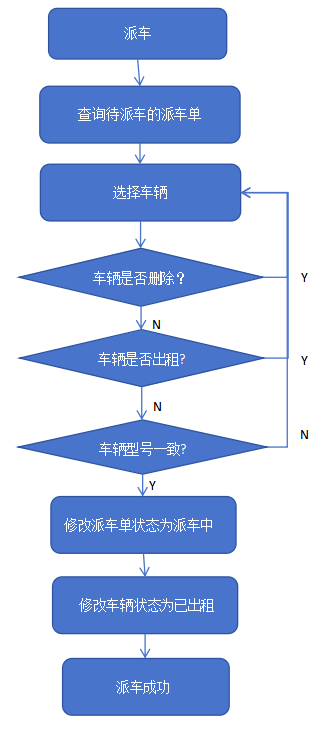 派车
查询待派车的派车单
选择车辆
车辆是否删除？
Y
N
车辆是否出租?
Y
N
车辆型号一致?
N
Y
修改派车单状态为派车中
修改车辆状态为已出租
派车成功